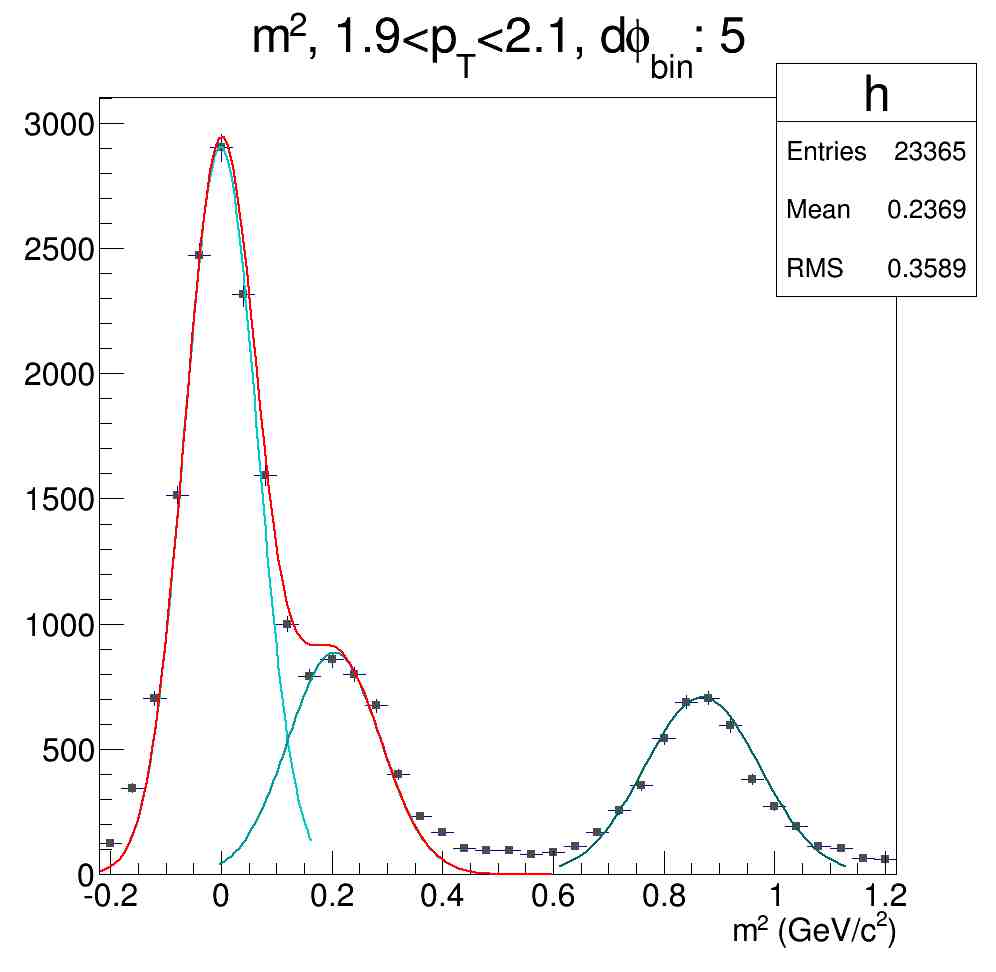 m², 1.9<p_T<2.1, dϕ_bin: 5
h
Entries 23365
Mean 0.2369
RMS 0.3589
3000
2500
2000
1500
1000
500
0
-0.2 0 0.2 0.4 0.6 0.8 1 1.2
m² (GeV/c²)